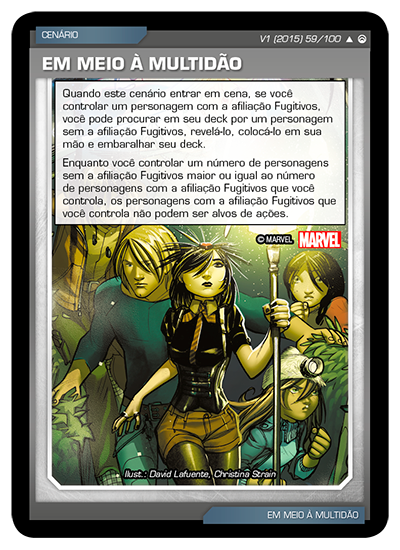 CENÁRIO
V1 (2015) 59/100
EM MEIO À MULTIDÃO
Quando este cenário entrar em cena, se você
controlar um personagem com a afiliação Fugitivos,
você pode procurar em seu deck por um personagem
sem a afiliação Fugitivos, revelá-lo, colocá-lo em sua
mão e embaralhar seu deck.
Enquanto você controlar um número de personagens
sem a afiliação Fugitivos maior ou igual ao número
de personagens com a afiliação Fugitivos que você
controla, os personagens com a afiliação Fugitivos que
você controla não podem ser alvos de ações.
© MARVEL MARVEL
Ilust.: David Lafuente, Christina Strain
EM MEIO À MULTIDÃO